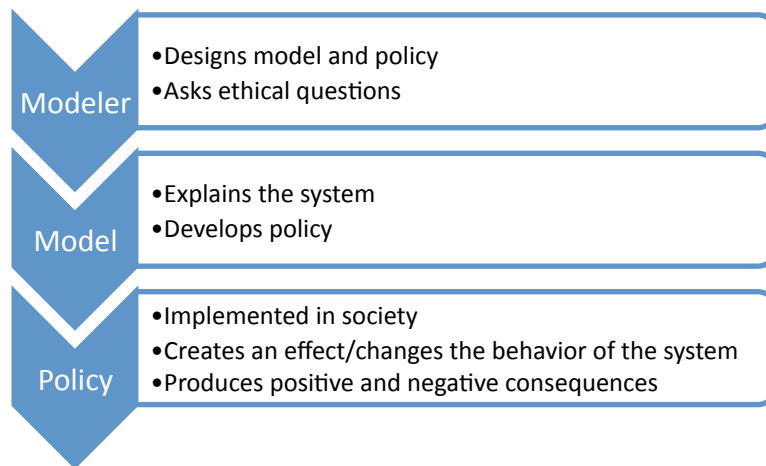 Modeler
•Designs model and policy
•Asks ethical questions
Model
•Explains the system
•Develops policy
Policy
•Implemented in society
•Creates an effect/changes the behavior of the system
•Produces positive and negative consequences